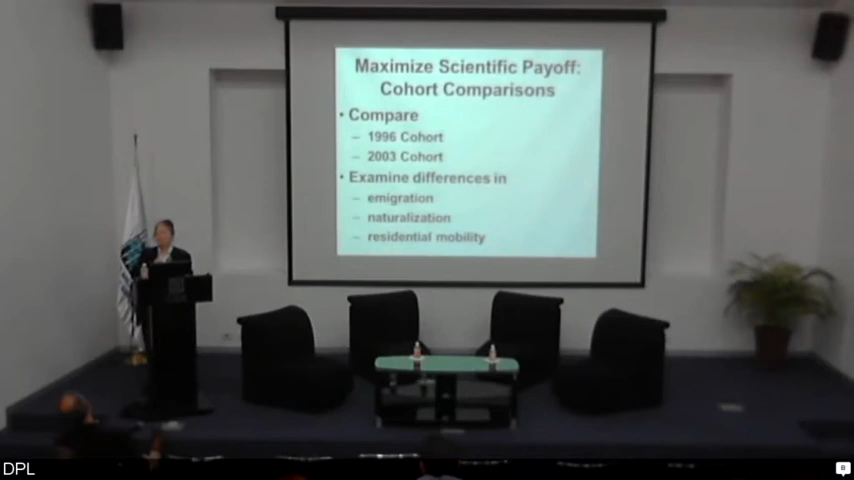 Maximize Scientific Payoff:
Cohort Comparisons
• Compare
– 1996 Cohort
– 2003 Cohort
• Examine differences in
– emigration
– naturalization
– residential mobility
DPL